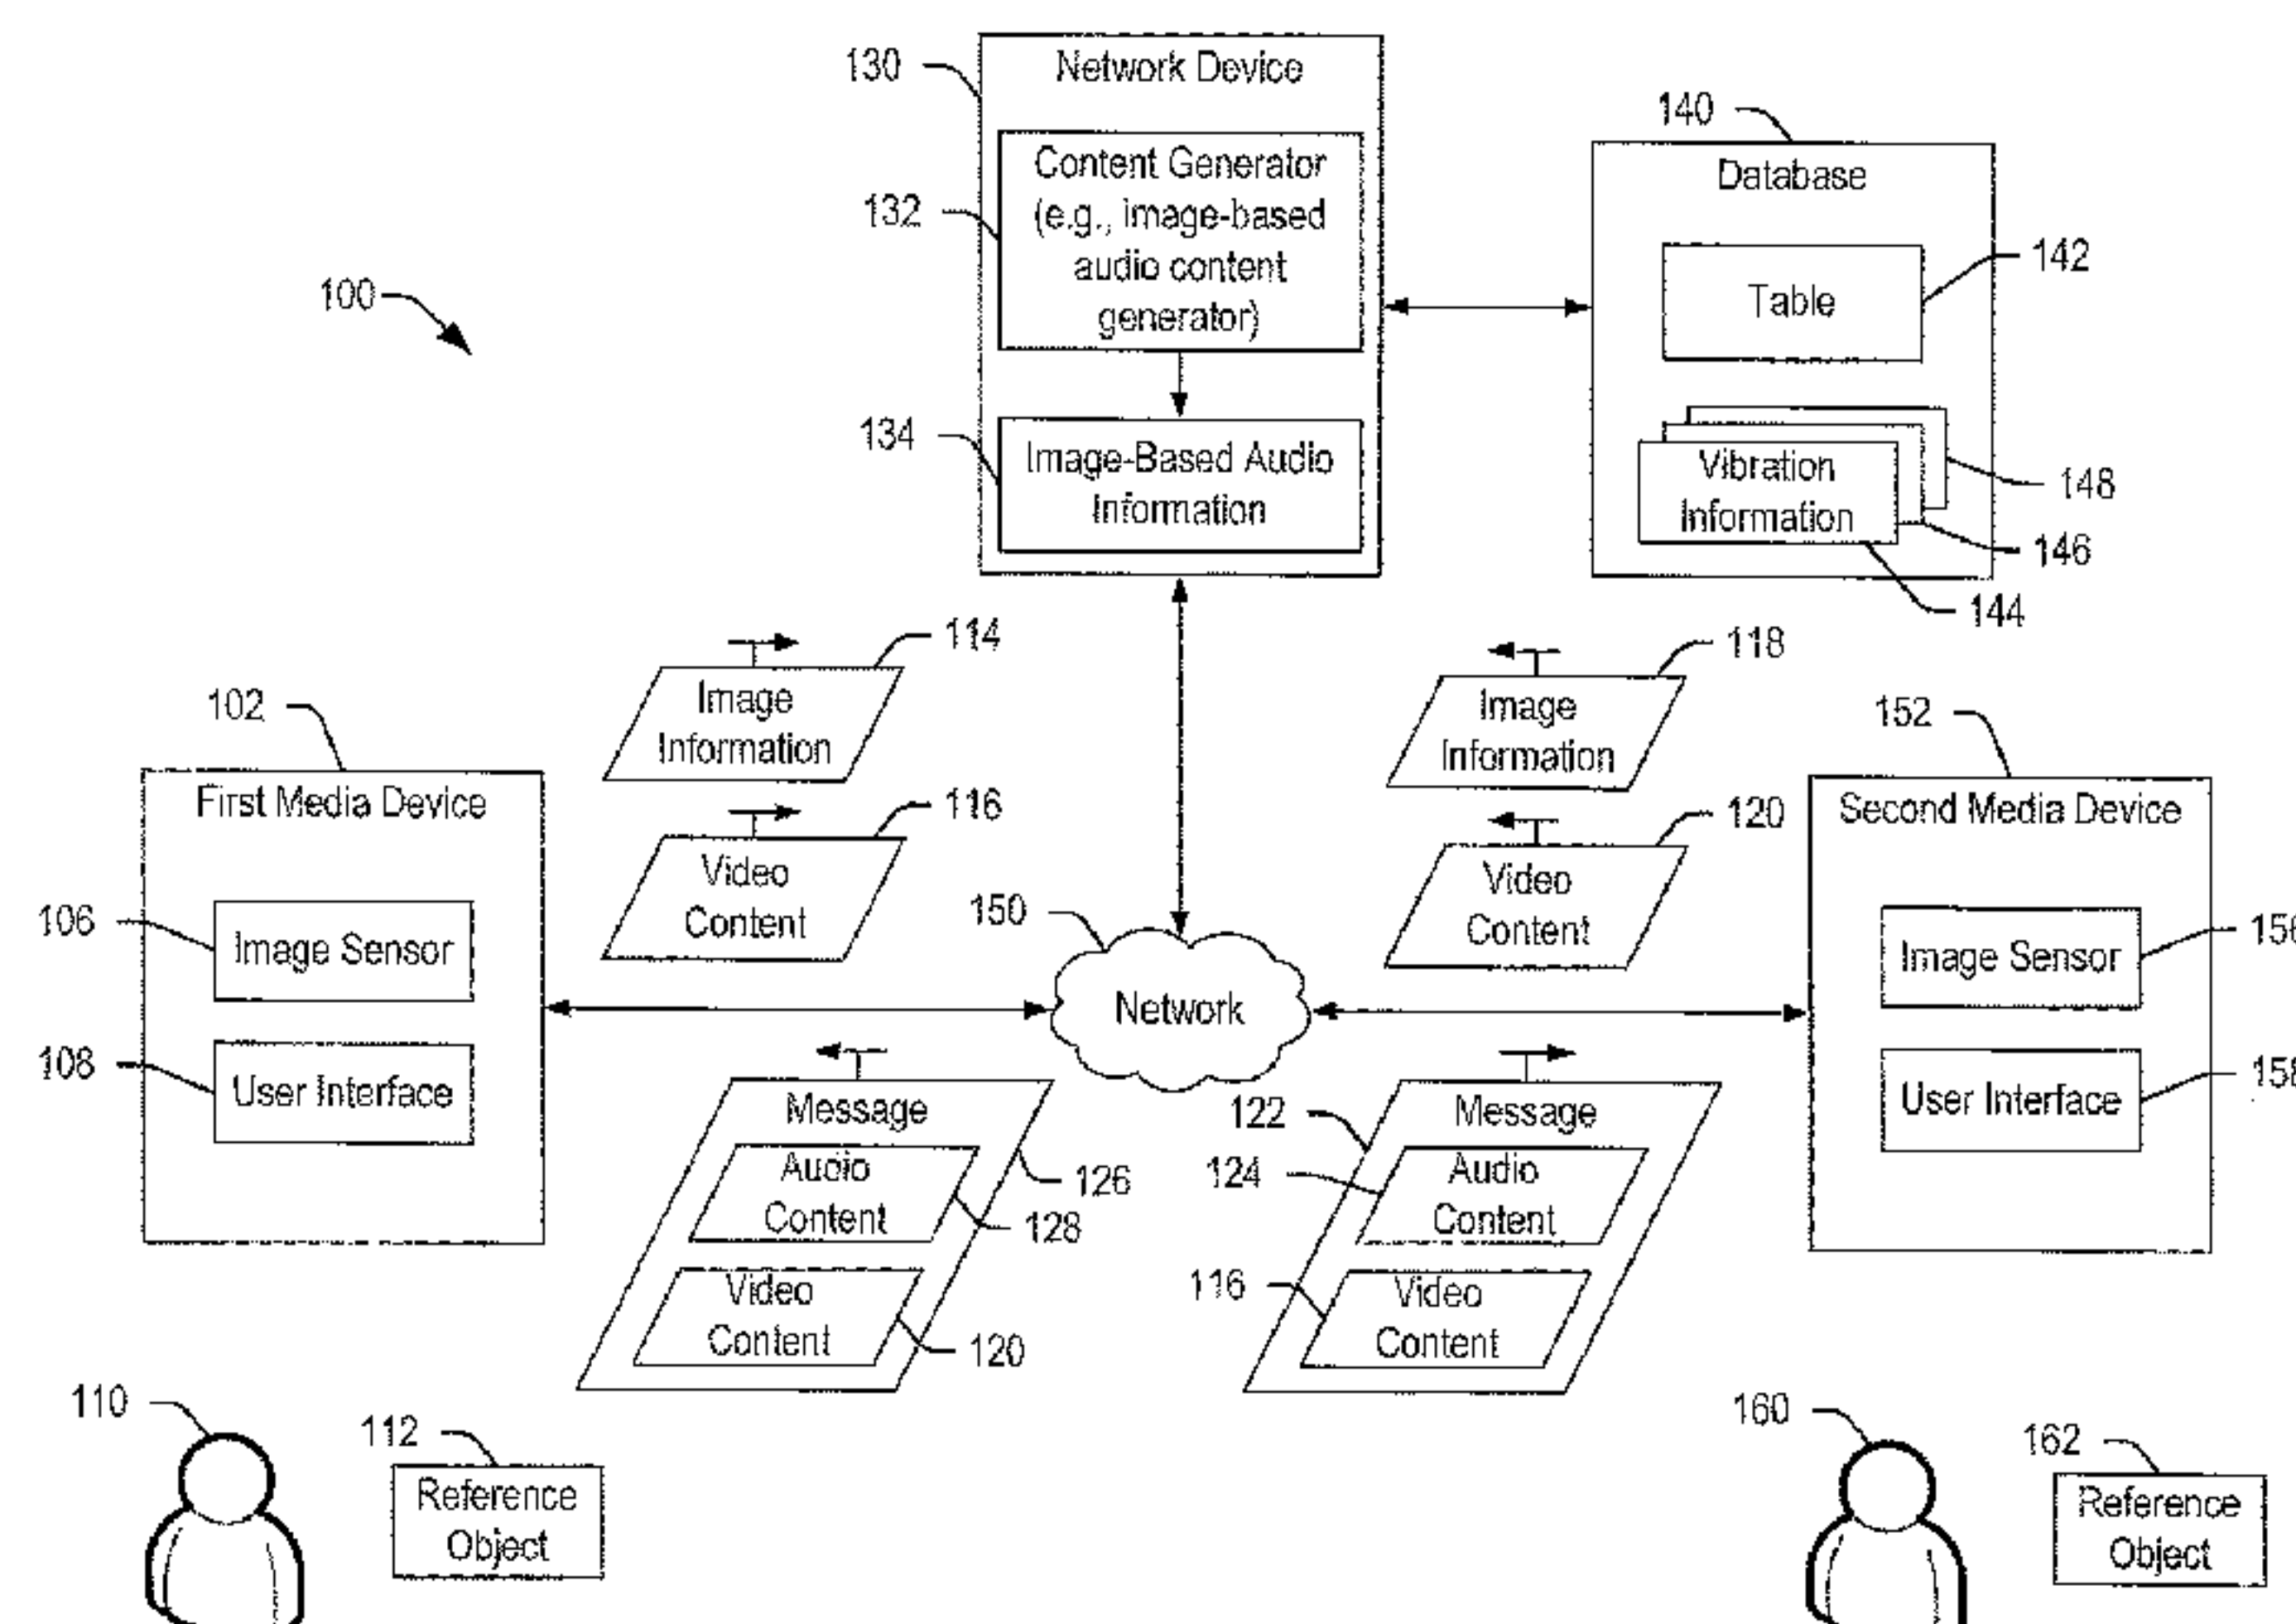 130
Network Device
140
Content Generator
(e.g., image-based
audio content
generator)
132
Database
Table
142
100
134
Image-Based Audio
Information
Vibration
Information
148
146
144
114
Image
Information
118
Image
Information
102
First Media Device
116
Video
Content
120
Video
Content
152
Second Media Device
106
Image Sensor
150
Network
Image Sensor
108
User Interface
User Interface
Message
126
Audio
Content
128
Video
Content
120
122
Message
124
Audio
Content
116
Video
Content
110
112
Reference
Object
160
162
Reference
Object